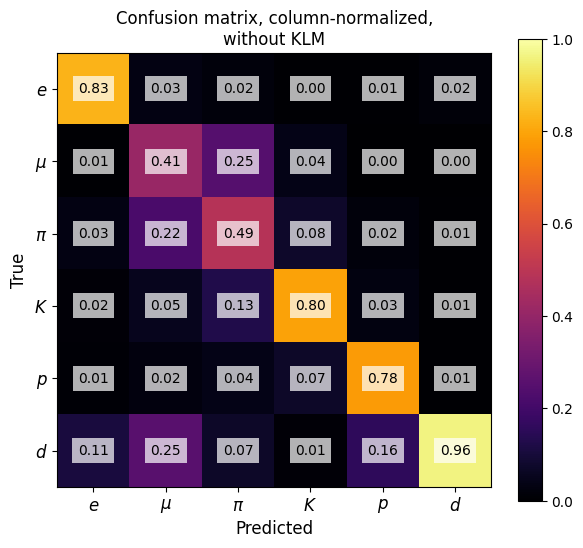 Confusion matrix, column-normalized,
without KLM
True
e 0.83 0.03 0.02 0.00 0.01 0.02
μ 0.01 0.41 0.25 0.04 0.00 0.00
π 0.03 0.22 0.49 0.08 0.02 0.01
K 0.02 0.05 0.13 0.80 0.03 0.01
p 0.01 0.02 0.04 0.07 0.78 0.01
d 0.11 0.25 0.07 0.01 0.16 0.96
e μ π K p d
Predicted
1.0
0.8
0.6
0.4
0.2
0.0